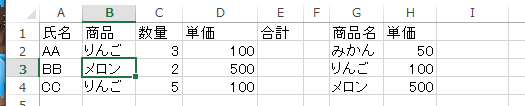 A B C D E F G H I
1 氏名 商品 数量 単価 合計 商品名 単価
2 AA りんご 3 100 みかん 50
3 BB メロン 2 500 りんご 100
4 CC りんご 5 100 メロン 500